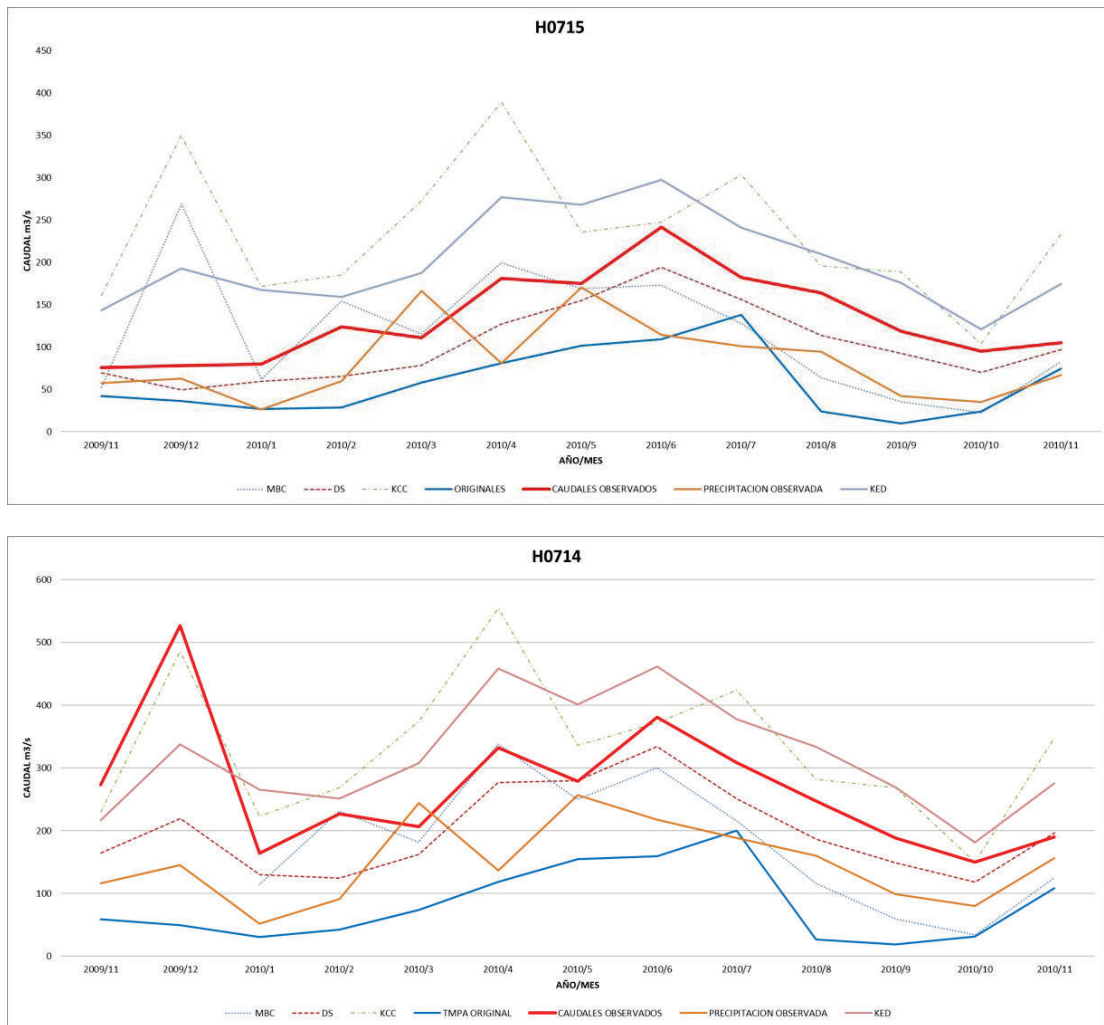 H0715
450
400
350
300
250
200
150
100
50
0
CAUDAL m3/s
2009/11 2009/12 2010/1 2010/2 2010/3 2010/4 2010/5 2010/6 2010/7 2010/8 2010/9 2010/10 2010/11
AÑO/MES
MBC DS KCC ORIGINALES CAUDALES OBSERVADOS PRECIPITACION OBSERVADA KED
H0714
600
500
400
300
200
100
0
CAUDAL m3/s
2009/11 2009/12 2010/1 2010/2 2010/3 2010/4 2010/5 2010/6 2010/7 2010/8 2010/9 2010/10 2010/11
AÑO/MES
MBC DS KCC TMPA ORIGINAL CAUDALES OBSERVADOS PRECIPITACION OBSERVADA KED